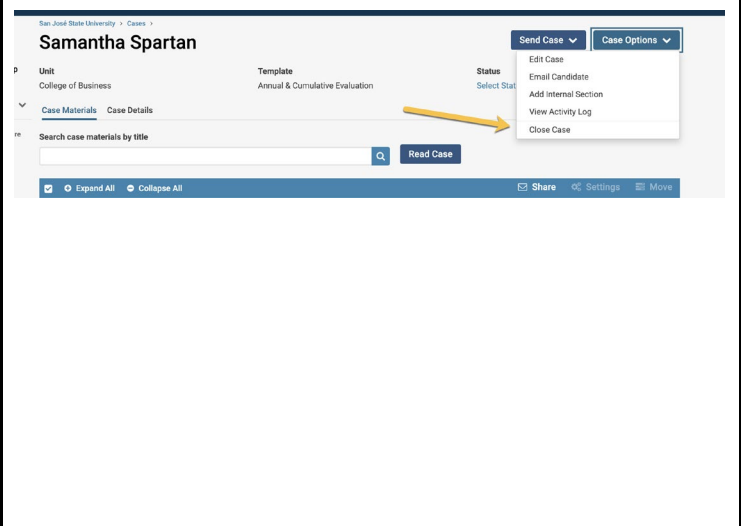 San José State University > Cases >
Samantha Spartan
Send Case
Case Options
Edit Case
Email Candidate
Add Internal Section
View Activity Log
Close Case
Unit
College of Business
Template
Annual & Cumulative Evaluation
Status
Select Stat
Case Materials Case Details
Search case materials by title
Read Case
Expand All Collapse All
Share Settings Move
p
re